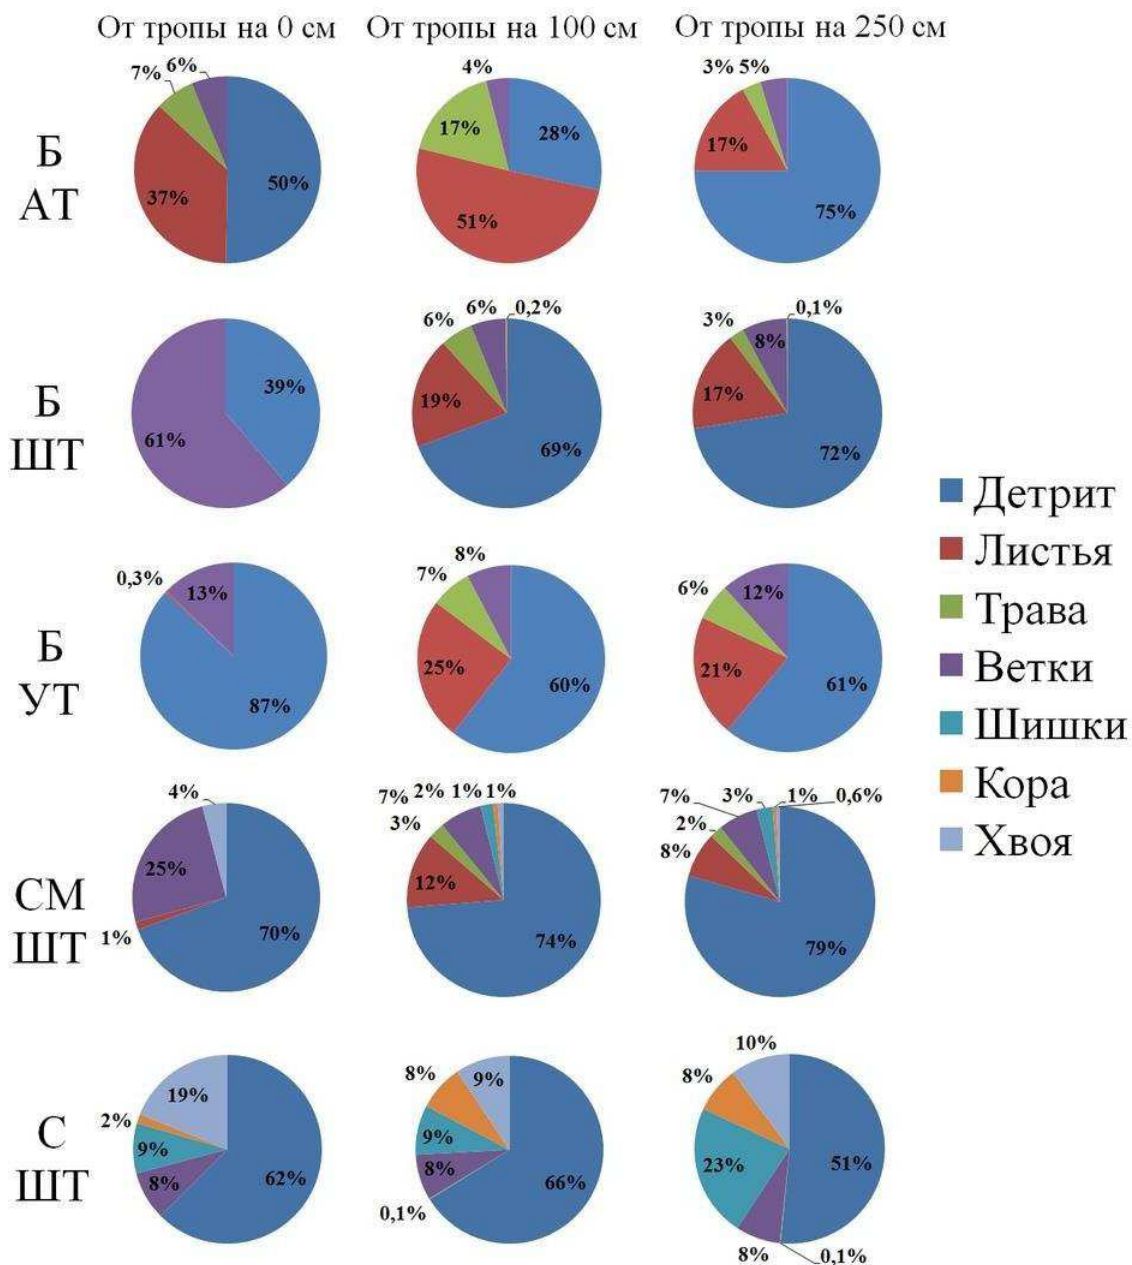 От тропы на 0 см От тропы на 100 см От тропы на 250 см
Б
АТ
7% 6% 37% 50%
4% 17% 28% 51%
3% 5% 17% 75%
Б
ШТ
39% 61%
6% 6% 0,2% 19% 69%
3% 8% 0,1% 17% 72%
Б
УТ
0,3% 13% 87%
7% 8% 25% 60%
6% 12% 21% 61%
СМ
ШТ
4% 25% 1% 70%
7% 2% 1% 1% 3% 12% 74%
7% 3% 1% 0,6% 2% 8% 79%
С
ШТ
19% 2% 9% 8% 62%
8% 9% 9% 8% 0,1% 66%
10% 8% 23% 51% 8% 0,1%
Детрит
Листья
Трава
Ветки
Шишки
Кора
Хвоя